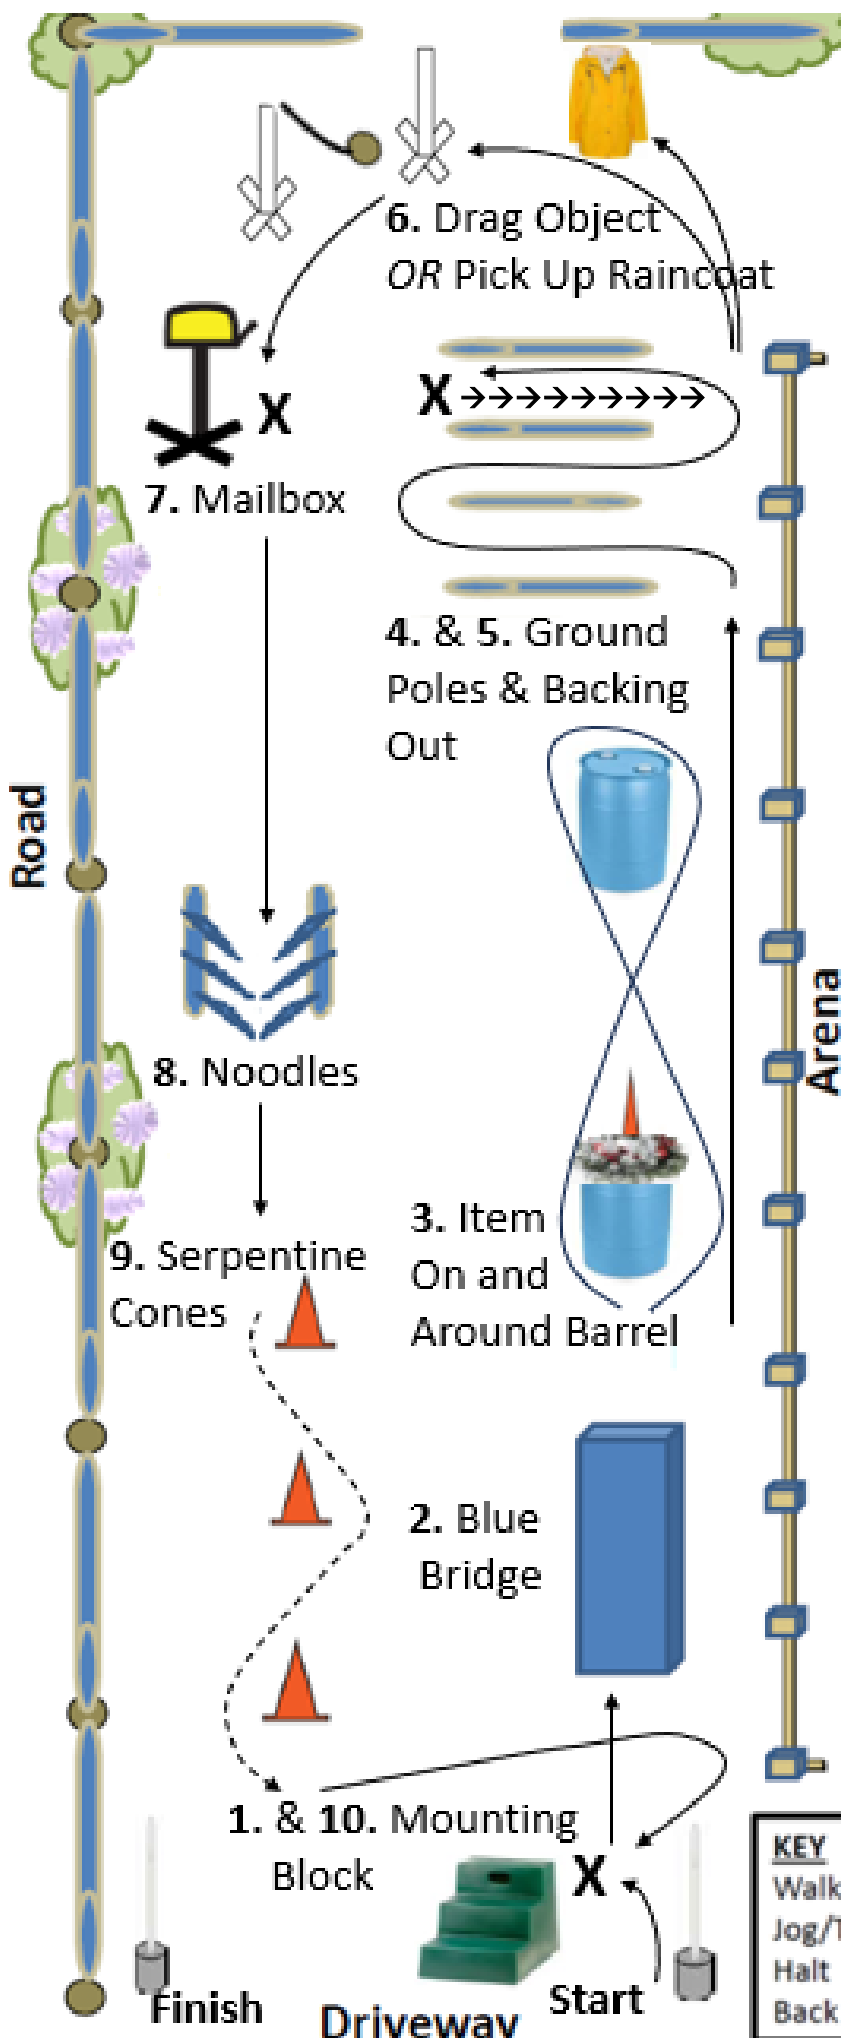 6. Drag Object
OR Pick Up Raincoat
X
X
7. Mailbox
4. & 5. Ground
Poles & Backing
Out
Road
Arena
8. Noodles
3. Item
On and
Around Barrel
9. Serpentine
Cones
2. Blue
Bridge
1. & 10. Mounting
Block
X
KEY
Walk
Jog/T
Halt
Back
Start
Finish
Driveway